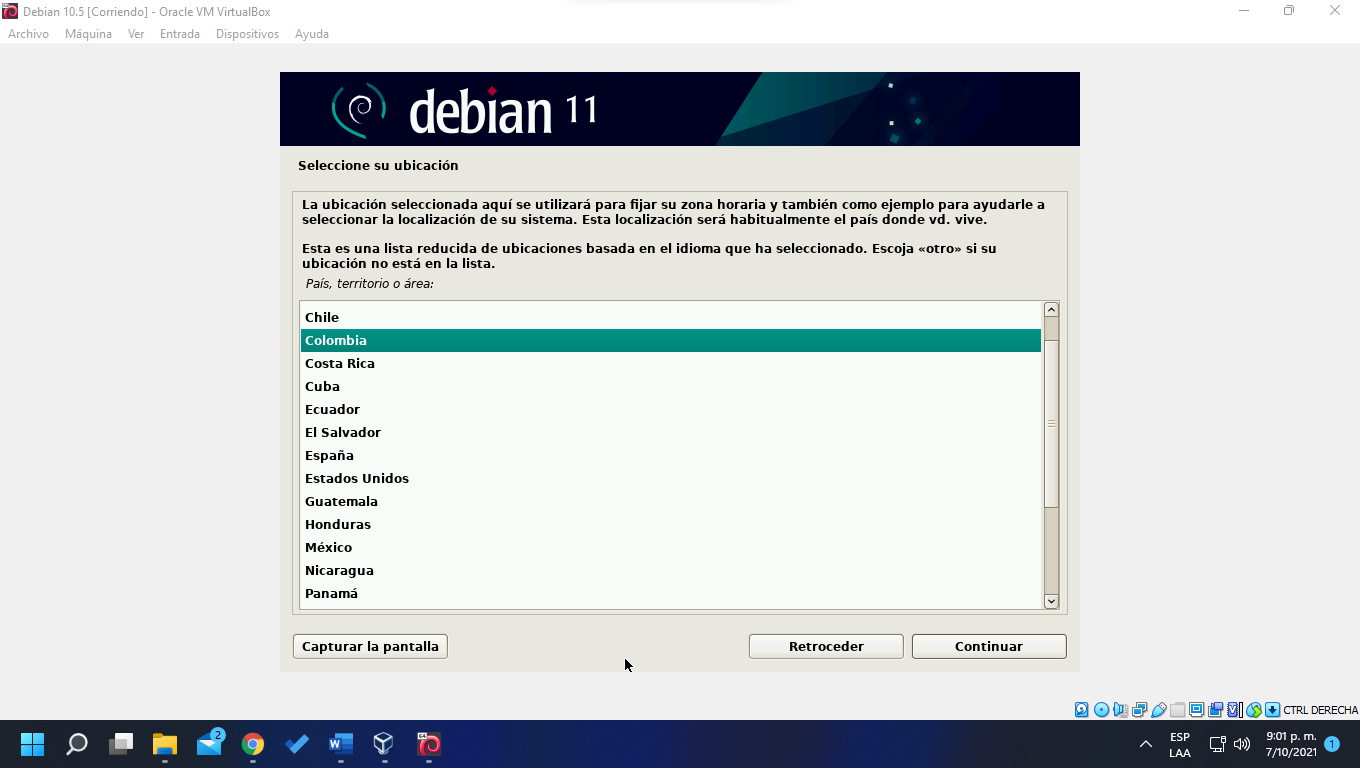 Debian 10.5 [Corriendo] - Oracle VM VirtualBox
Archivo Máquina Ver Entrada Dispositivos Ayuda
debian 11
Seleccione su ubicación
La ubicación seleccionada aquí se utilizará para fijar su zona horaria y también como ejemplo para ayudarle a
seleccionar la localización de su sistema. Esta localización será habitualmente el país donde vd. vive.
Esta es una lista reducida de ubicaciones basada en el idioma que ha seleccionado. Escoja «otro» si su
ubicación no está en la lista.
País, territorio o área:
Chile
Colombia
Costa Rica
Cuba
Ecuador
El Salvador
España
Estados Unidos
Guatemala
Honduras
México
Nicaragua
Panamá
Capturar la pantalla Retroceder Continuar
CTRL DERECHA
2
ESP
LAA
9:01 p. m.
7/10/2021
1